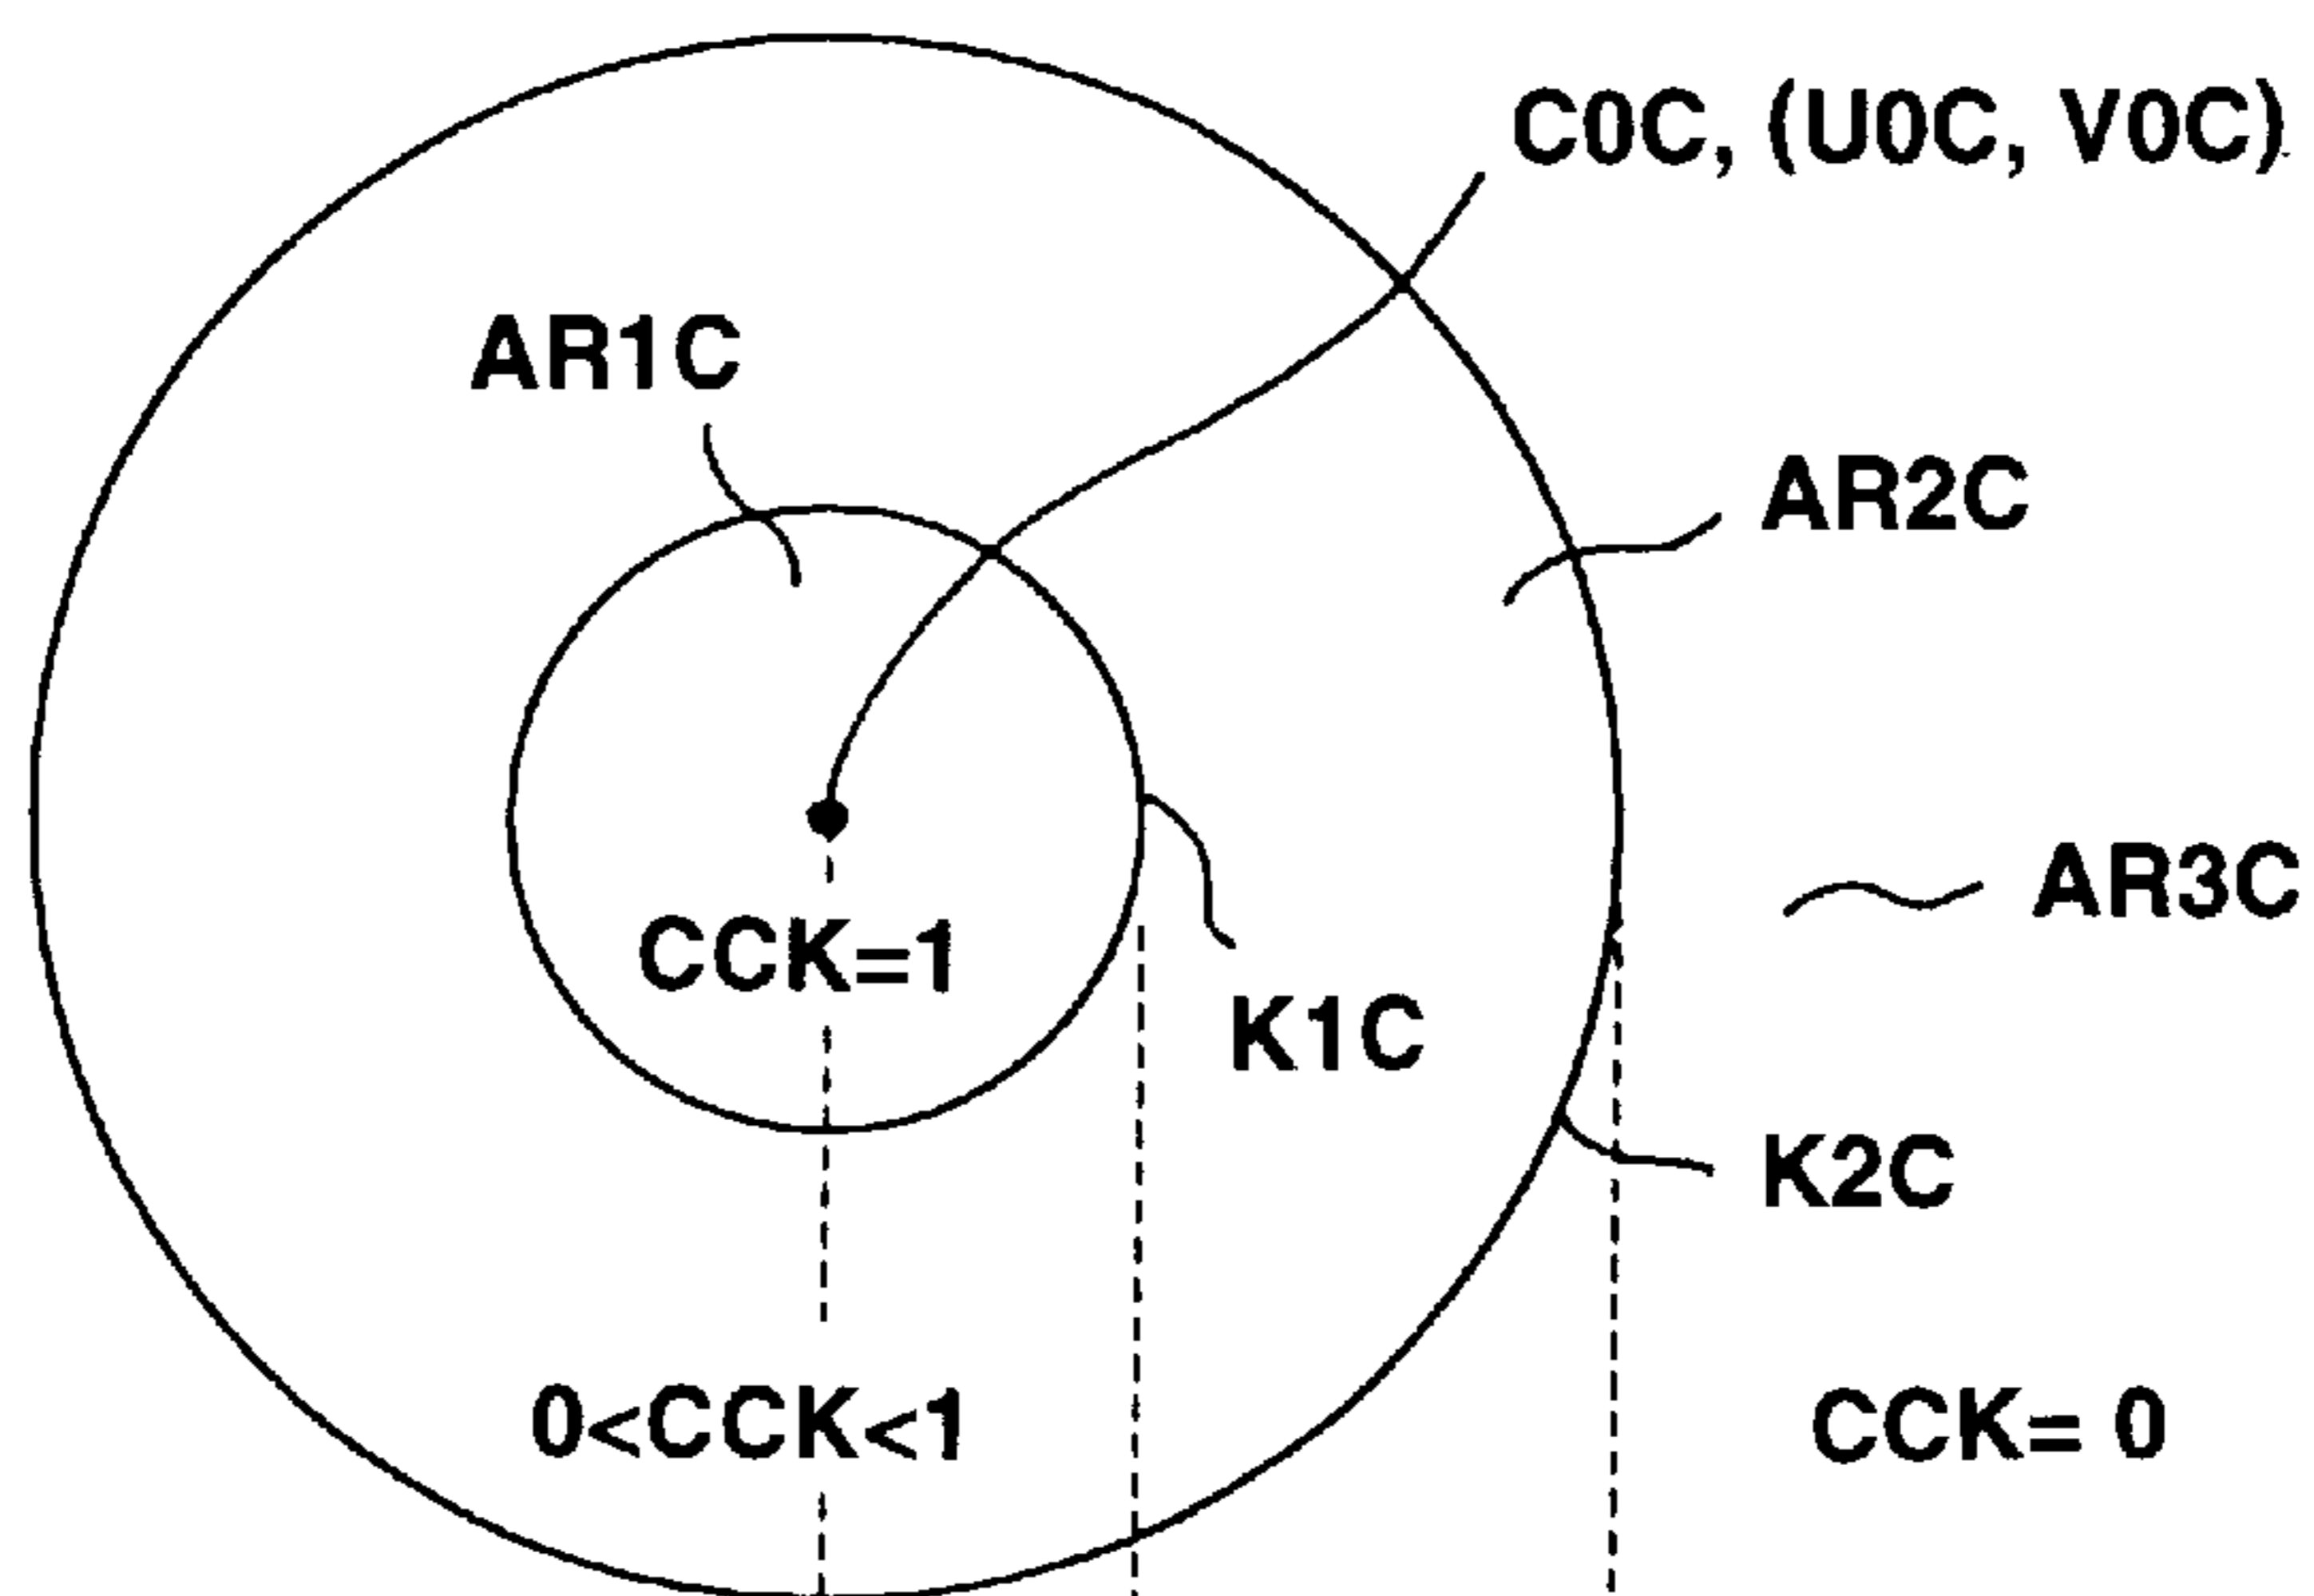 C0C, (U0C, V0C)
AR1C
AR2C
AR3C
CCK=1
K1C
K2C
0<CCK<1
CCK= 0